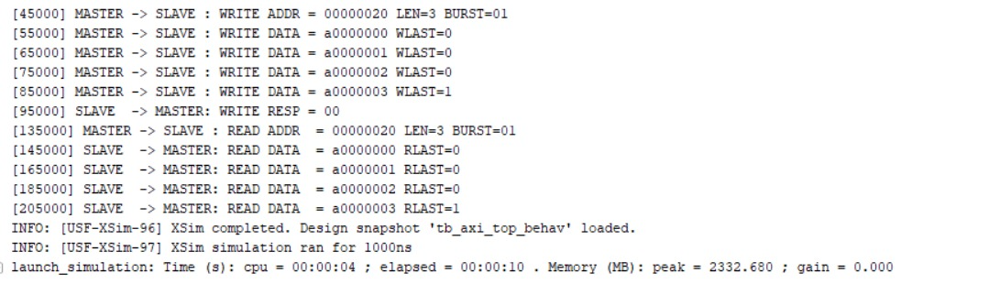 [45000] MASTER -> SLAVE : WRITE ADDR = 00000020 LEN=3 BURST=01
[55000] MASTER -> SLAVE : WRITE DATA = a0000000 WLAST=0
[65000] MASTER -> SLAVE : WRITE DATA = a0000001 WLAST=0
[75000] MASTER -> SLAVE : WRITE DATA = a0000002 WLAST=0
[85000] MASTER -> SLAVE : WRITE DATA = a0000003 WLAST=1
[95000] SLAVE  -> MASTER: WRITE RESP = 00
[135000] MASTER -> SLAVE : READ ADDR  = 00000020 LEN=3 BURST=01
[145000] SLAVE  -> MASTER: READ DATA  = a0000000 RLAST=0
[165000] SLAVE  -> MASTER: READ DATA  = a0000001 RLAST=0
[185000] SLAVE  -> MASTER: READ DATA  = a0000002 RLAST=0
[205000] SLAVE  -> MASTER: READ DATA  = a0000003 RLAST=1
INFO: [USF-XSim-96] XSim completed. Design snapshot 'tb_axi_top_behav' loaded.
INFO: [USF-XSim-97] XSim simulation ran for 1000ns
launch_simulation: Time (s): cpu = 00:00:04 ; elapsed = 00:00:10 . Memory (MB): peak = 2332.680 ; gain = 0.000